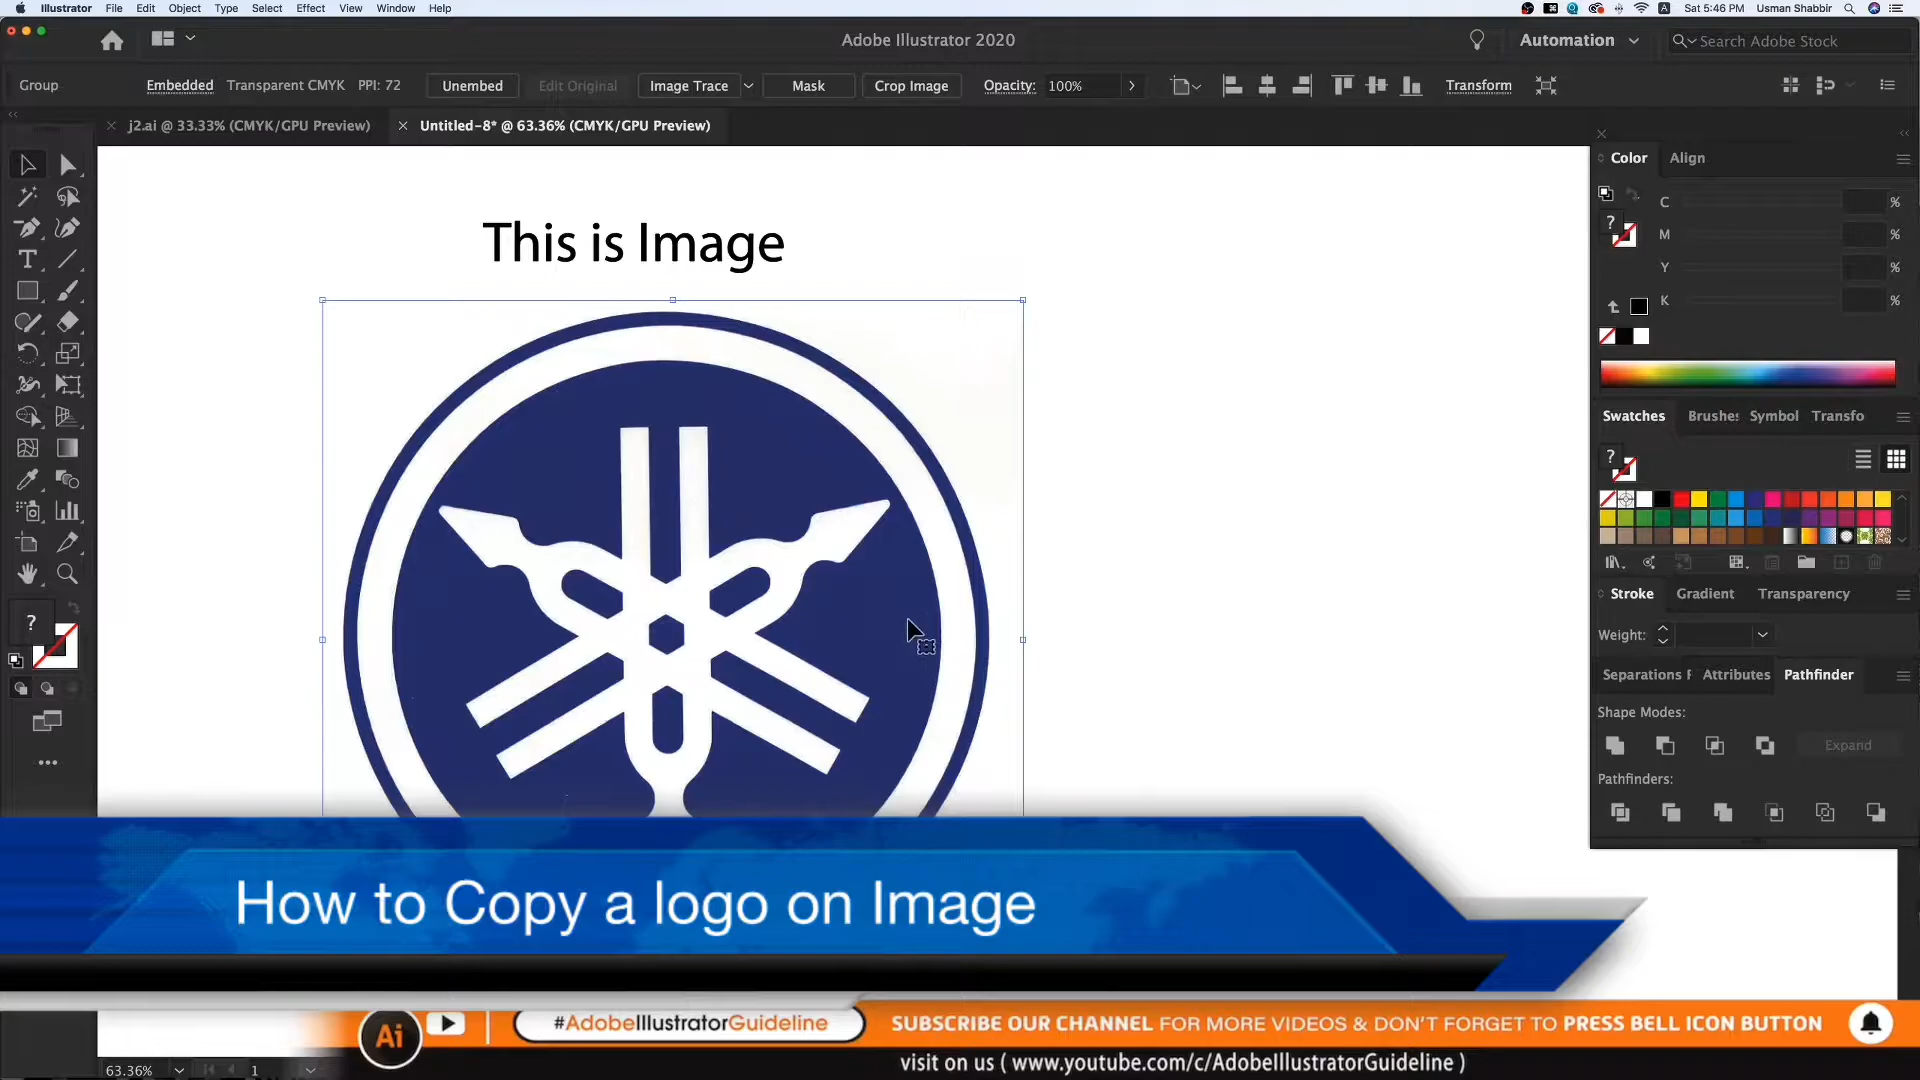 Illustrator File Edit Object Type Select Effect View Window Help
Sat 5:46 PM Usman Shabbir
Adobe Illustrator 2020
Automation
Search Adobe Stock
Group Embedded Transparent CMYK PPI: 72 Unembed Edit Original Image Trace Mask Crop Image Opacity: 100% Transform
j2.ai @ 33.33% (CMYK/GPU Preview)
Untitled-8* @ 63.36% (CMYK/GPU Preview)
Color Align
C %
M %
Y %
K %
This is Image
Swatches Brushe: Symbol Transfo
Stroke Gradient Transparency
Weight:
Separations F Attributes Pathfinder
Shape Modes:
Expand
Pathfinders:
How to Copy a logo on Image
Ai
#AdobeIllustratorGuideline
SUBSCRIBE OUR CHANNEL FOR MORE VIDEOS & DON'T FORGET TO PRESS BELL ICON BUTTON
visit on us ( www.youtube.com/c/AdobeIllustratorGuideline )
63.36% 1